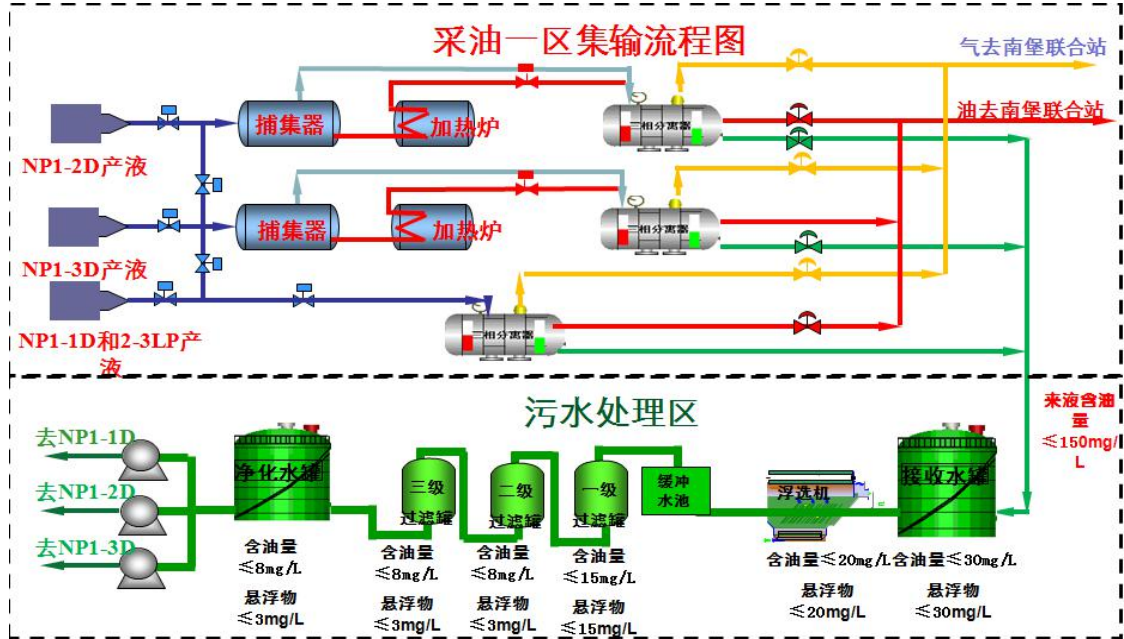 采油一区集输流程图
气去南堡联合站
油去南堡联合站
捕集器
加热炉
三相分离器
NP1-2D产液
捕集器
加热炉
三相分离器
NP1-3D产液
NP1-1D和2-3LP产
液
三相分离器
污水处理区
来液含油
量
≤150mg/
L
去NP1-1D
去NP1-2D
去NP1-3D
净化水罐
三级
过滤罐
二级
过滤罐
一级
过滤罐
缓冲
水池
浮选机
接收水罐
含油量
≤8mg/L
悬浮物
≤3mg/L
含油量
≤8mg/L
悬浮物
≤3mg/L
含油量
≤8mg/L
悬浮物
≤3mg/L
含油量
≤15mg/L
悬浮物
≤15mg/L
含油量≤20mg/L
悬浮物
≤20mg/L
含油量≤30mg/L
悬浮物
≤30mg/L